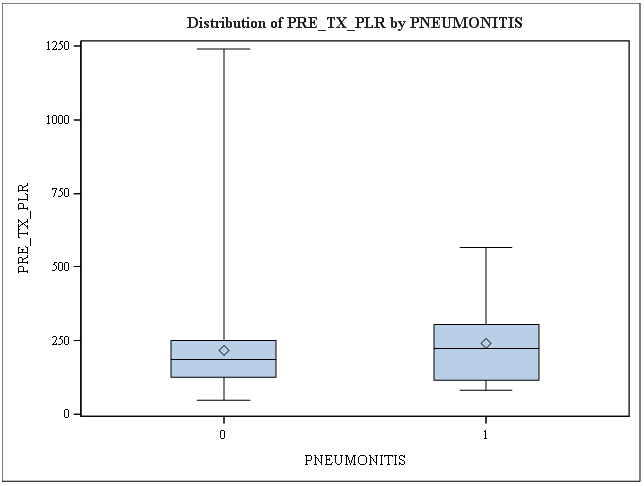 Distribution of PRE_TX_PLR by PNEUMONITIS
1250
1000
750
500
250
0
PRE_TX_PLR
0 1
PNEUMONITIS